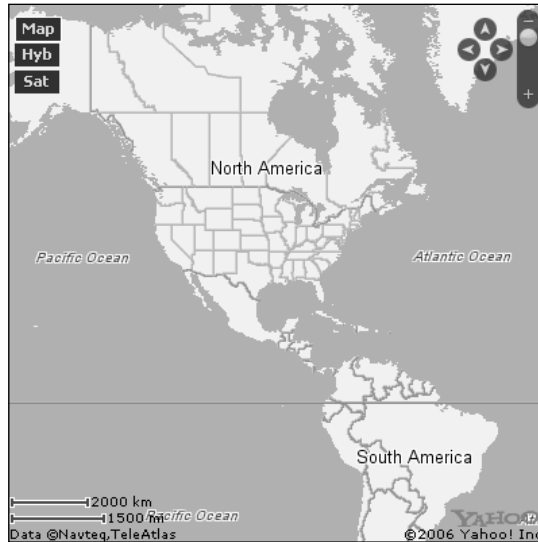 Map
Hyb
Sat
North America
Pacific Ocean
Atlantic Ocean
South America
2000 km
1500 mi
Pacific Ocean
YAHOO
Data ©Navteq,TeleAtlas
©2006 Yahoo! Inc